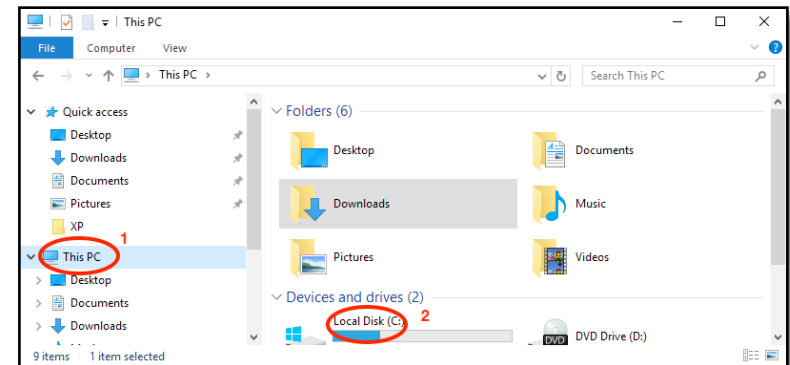 This PC
File Computer View
This PC
Search This PC
Quick access
Desktop
Downloads
Documents
Pictures
XP
1
This PC
Desktop
Documents
Downloads
Folders (6)
Desktop
Documents
Downloads
Music
Pictures
Videos
Devices and drives (2)
Local Disk (C:)
2
DVD
DVD Drive (D:)
9 items 1 item selected